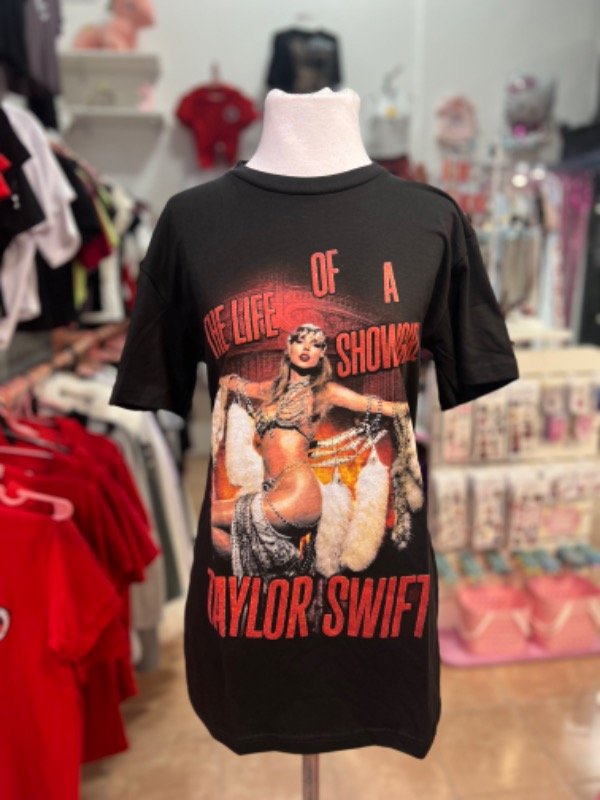 OF A
THE LIFE
SHOWGIRL
TAYLOR SWIFT